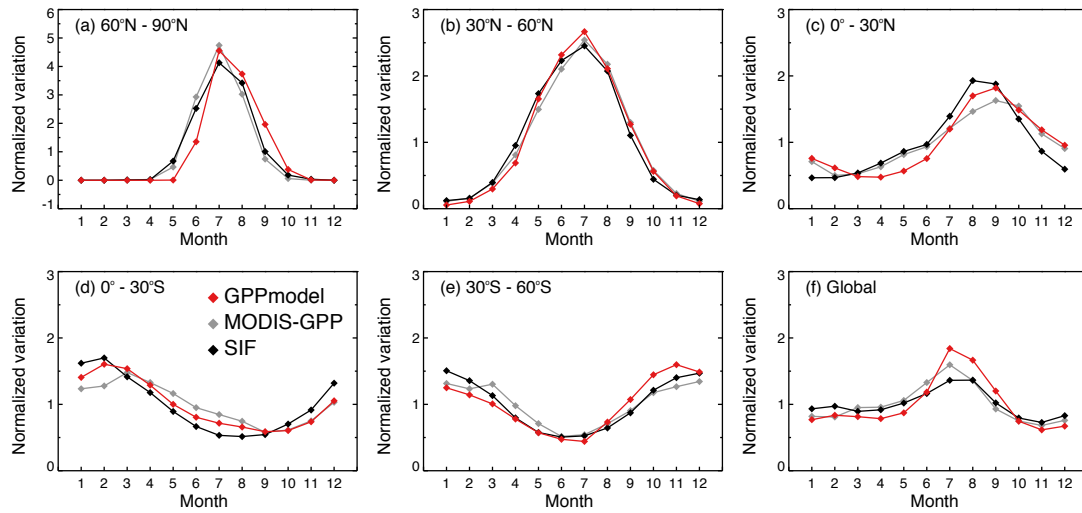 (a) 60°N - 90°N
Normalized variation
6
5
4
3
2
1
0
-1
1 2 3 4 5 6 7 8 9 10 11 12
Month
(b) 30°N - 60°N
Normalized variation
3
2
1
0
1 2 3 4 5 6 7 8 9 10 11 12
Month
(c) 0° - 30°N
Normalized variation
3
2
1
0
1 2 3 4 5 6 7 8 9 10 11 12
Month
(d) 0° - 30°S
Normalized variation
3
2
1
0
GPPmodel
MODIS-GPP
SIF
1 2 3 4 5 6 7 8 9 10 11 12
Month
(e) 30°S - 60°S
Normalized variation
3
2
1
0
1 2 3 4 5 6 7 8 9 10 11 12
Month
(f) Global
Normalized variation
3
2
1
0
1 2 3 4 5 6 7 8 9 10 11 12
Month